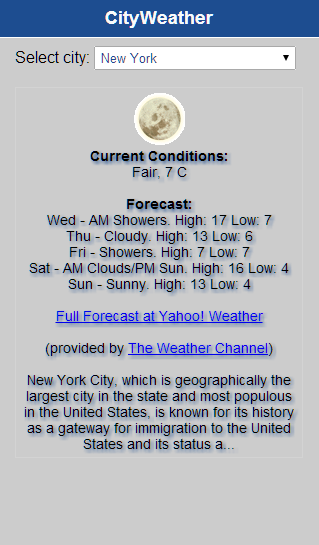 CityWeather
Select city: New York
Current Conditions:
Fair, 7 C
Forecast:
Wed - AM Showers. High: 17 Low: 7
Thu - Cloudy. High: 13 Low: 6
Fri - Showers. High: 7 Low: 7
Sat - AM Clouds/PM Sun. High: 16 Low: 4
Sun - Sunny. High: 13 Low: 4
Full Forecast at Yahoo! Weather
(provided by The Weather Channel)
New York City, which is geographically the
largest city in the state and most populous
in the United States, is known for its history
as a gateway for immigration to the United
States and its status a...